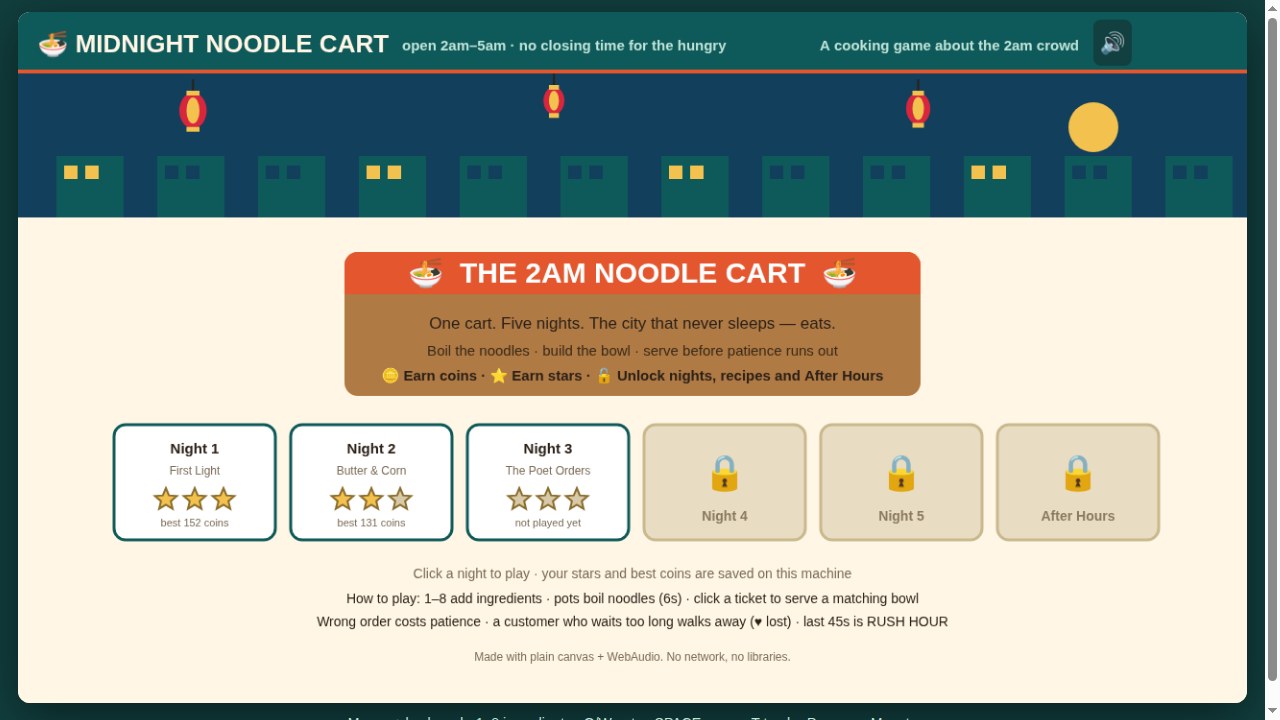 🍜 MIDNIGHT NOODLE CART open 2am–5am · no closing time for the hungry A cooking game about the 2am crowd 🔊
🍜 THE 2AM NOODLE CART 🍜
One cart. Five nights. The city that never sleeps — eats.
Boil the noodles · build the bowl · serve before patience runs out
🪙 Earn coins · ⭐ Earn stars · 🔓 Unlock nights, recipes and After Hours
Night 1
First Light
best 152 coins
Night 2
Butter & Corn
best 131 coins
Night 3
The Poet Orders
not played yet
Night 4
Night 5
After Hours
Click a night to play · your stars and best coins are saved on this machine
How to play: 1–8 add ingredients · pots boil noodles (6s) · click a ticket to serve a matching bowl
Wrong order costs patience · a customer who waits too long walks away (♥ lost) · last 45s is RUSH HOUR
Made with plain canvas + WebAudio. No network, no libraries.